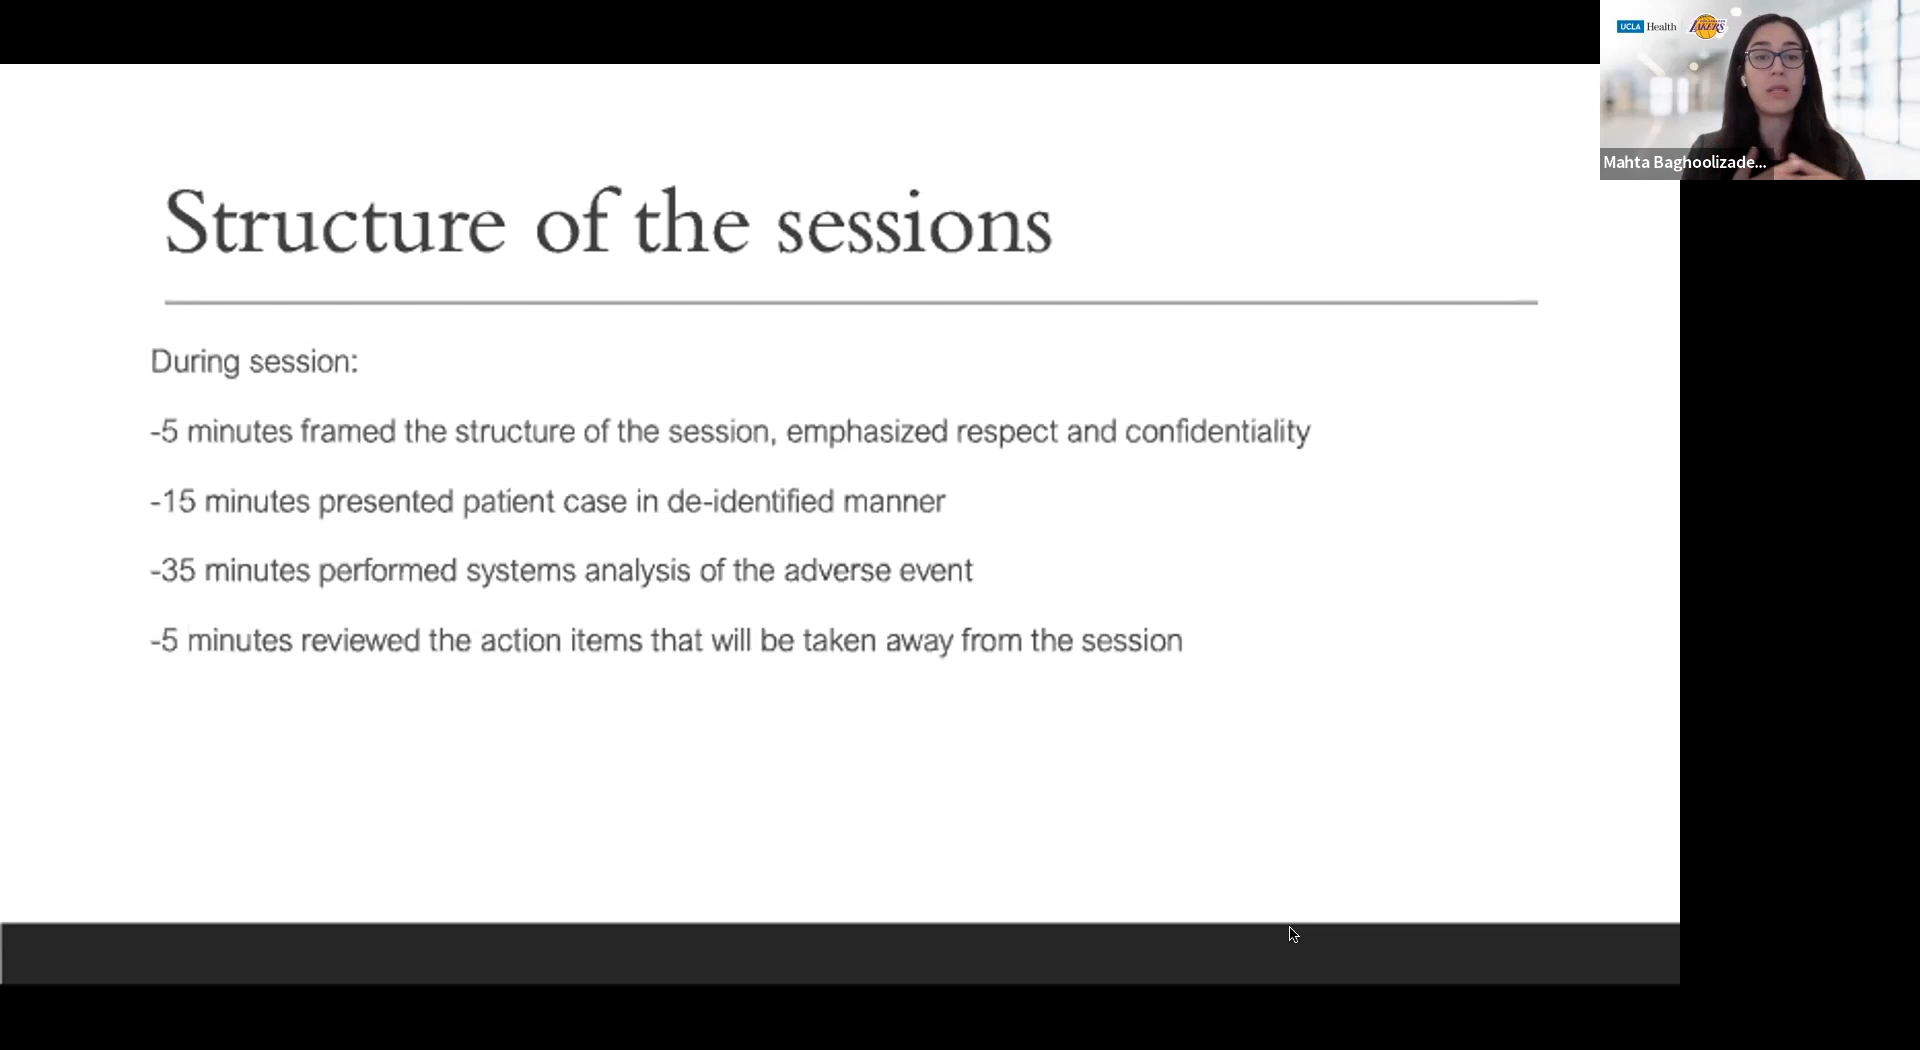 UCLA Health LAKERS
Mahta Baghoolizade...
Structure of the sessions
During session:
-5 minutes framed the structure of the session, emphasized respect and confidentiality
-15 minutes presented patient case in de-identified manner
-35 minutes performed systems analysis of the adverse event
-5 minutes reviewed the action items that will be taken away from the session